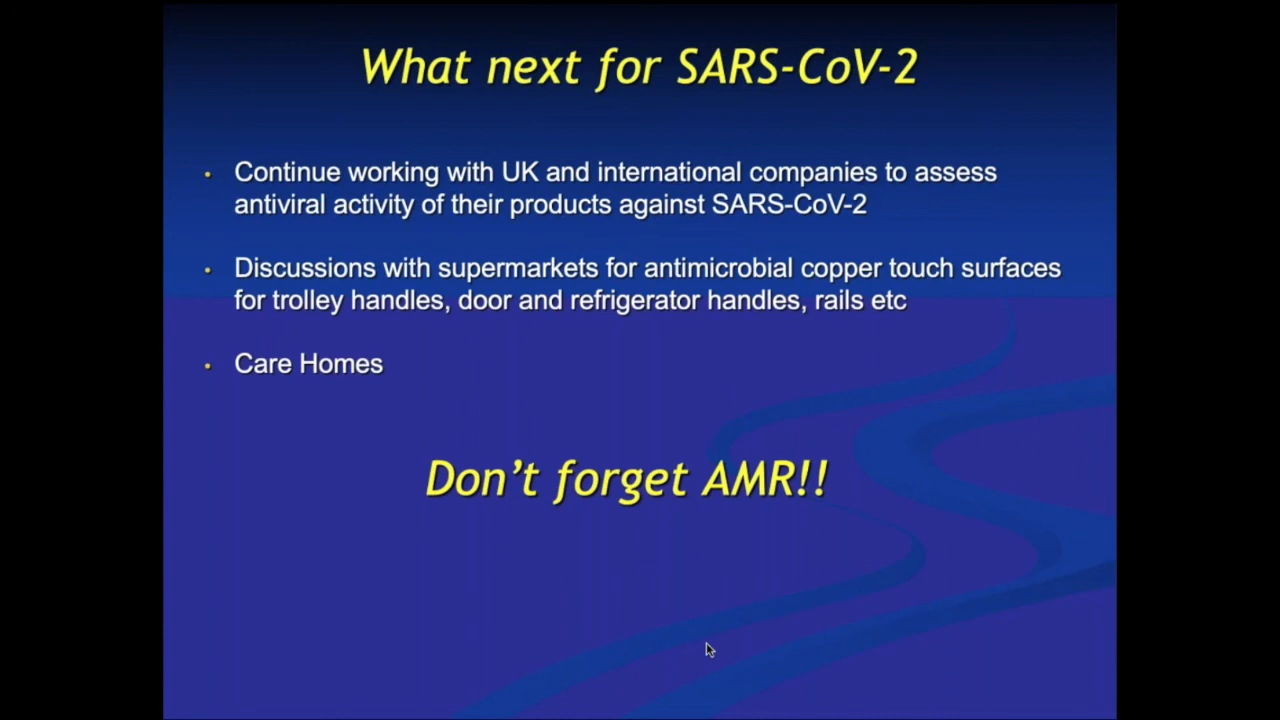 What next for SARS-CoV-2
• Continue working with UK and international companies to assess
antiviral activity of their products against SARS-CoV-2
• Discussions with supermarkets for antimicrobial copper touch surfaces
for trolley handles, door and refrigerator handles, rails etc
• Care Homes
Don’t forget AMR!!